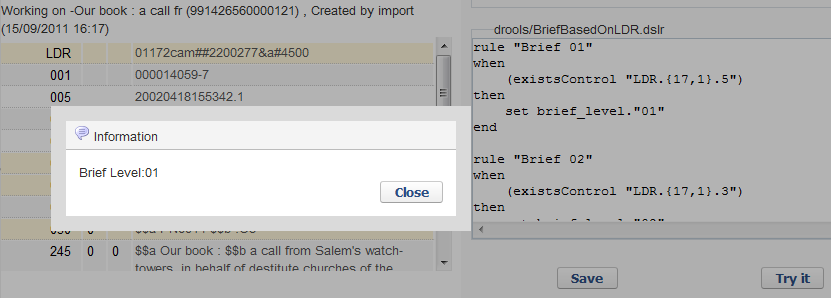 Working on -Our book : a call fr (991426560000121) , Created by import
(15/09/2011 16:17)
LDR 01172cam##2200277&a#4500
001 000014059-7
005 20020418155342.1
Information
Brief Level:01
Close
245 0 0 $$a Our book : $$b a call from Salem's watch-
towers, in behalf of destitute churches of the
drools/BriefBasedOnLDR.dslr
rule "Brief 01"
when
(existsControl "LDR.{17,1}.5")
then
set brief_level."01"
end
rule "Brief 02"
when
(existsControl "LDR.{17,1}.3")
then
Save
Try it